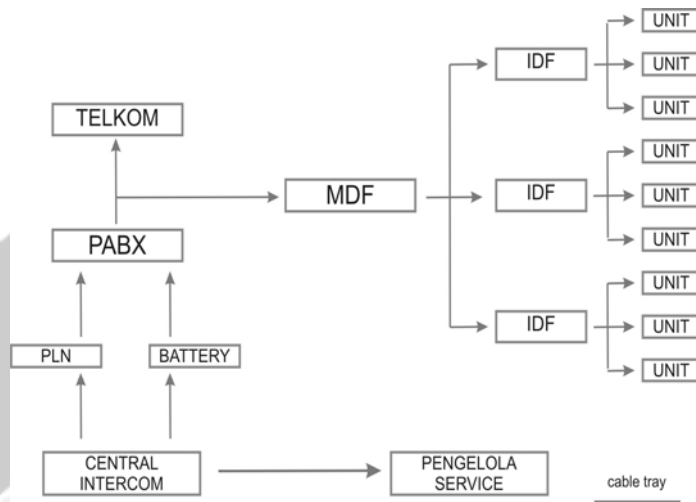 UNIT
IDF
UNIT
UNIT
TELKOM
UNIT
MDF
IDF
UNIT
PABX
UNIT
UNIT
IDF
UNIT
PLN
BATTERY
UNIT
CENTRAL
INTERCOM
PENGELOLA
SERVICE
cable tray